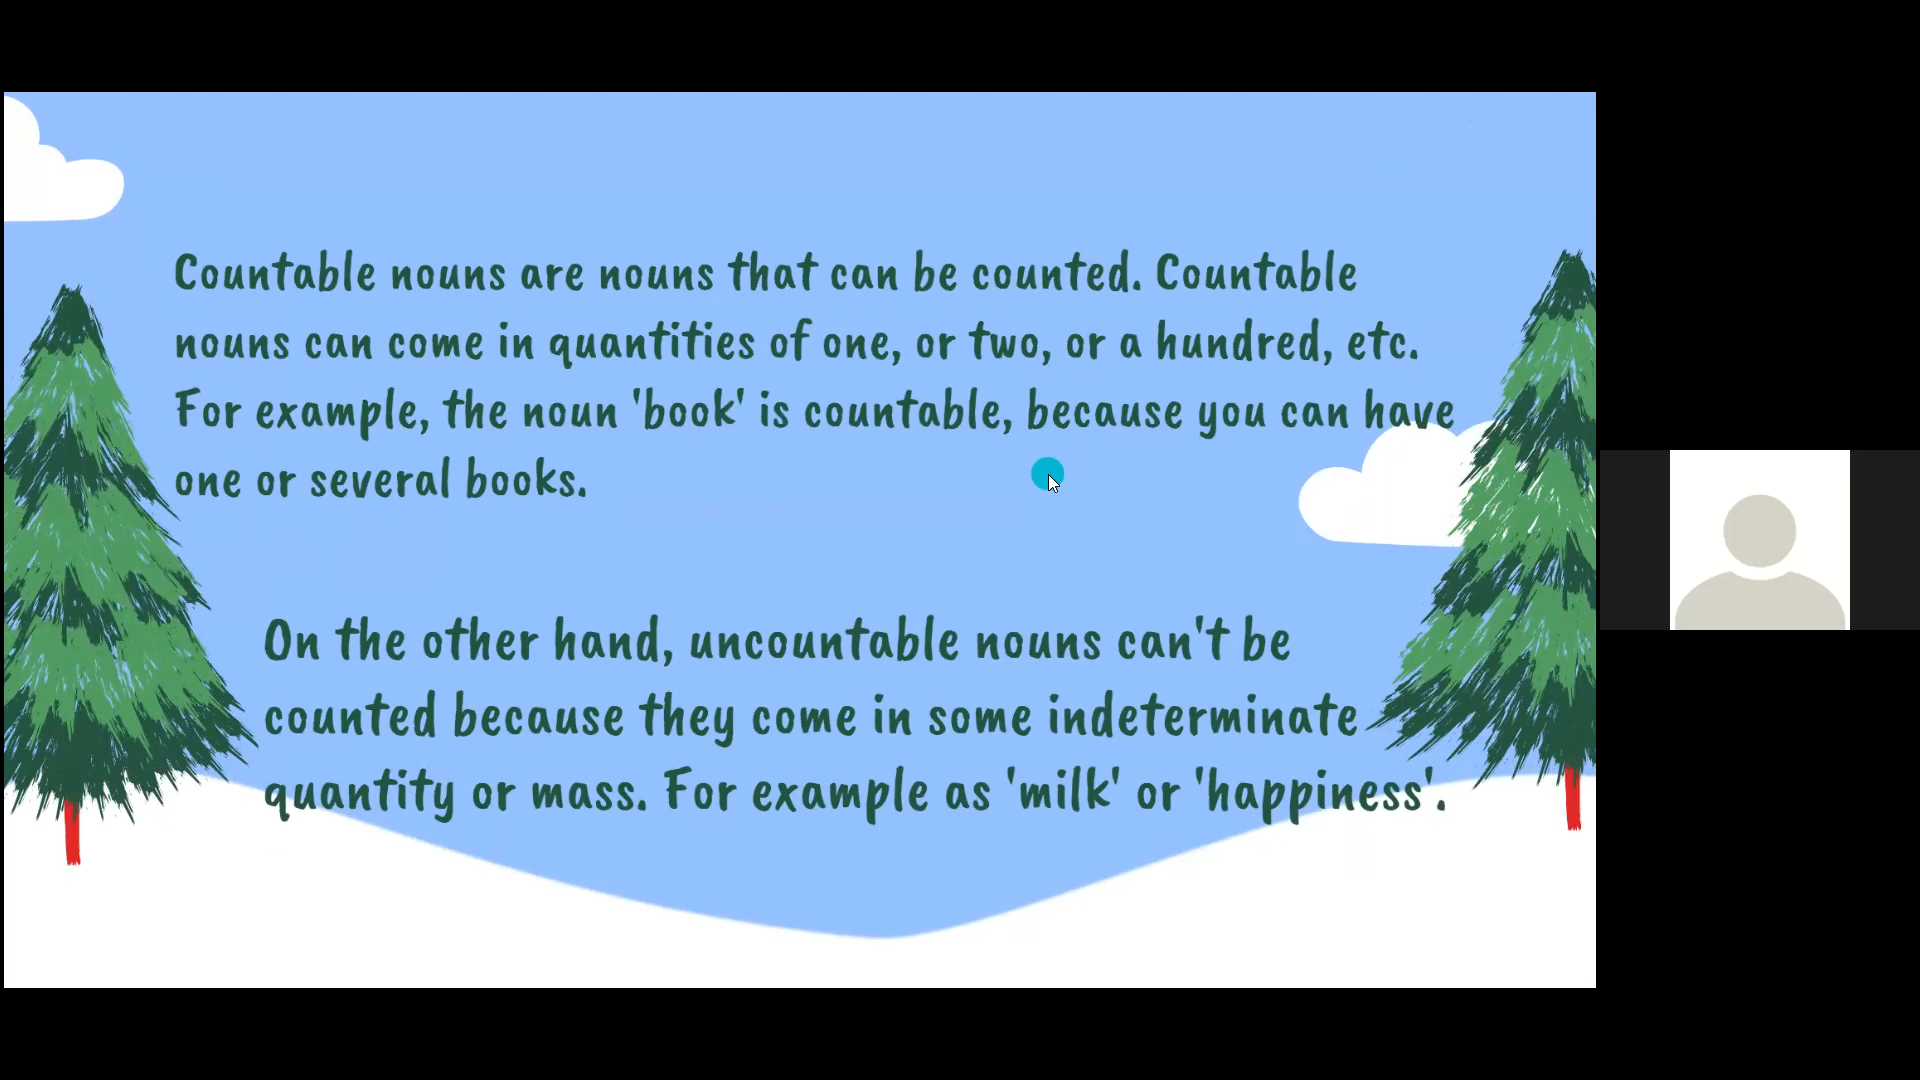 Countable nouns are nouns that can be counted. Countable
nouns can come in quantities of one, or two, or a hundred, etc.
For example, the noun 'book' is countable, because you can have
one or several books.
On the other hand, uncountable nouns can't be
counted because they come in some indeterminate
quantity or mass. For example as 'milk' or 'happiness'.